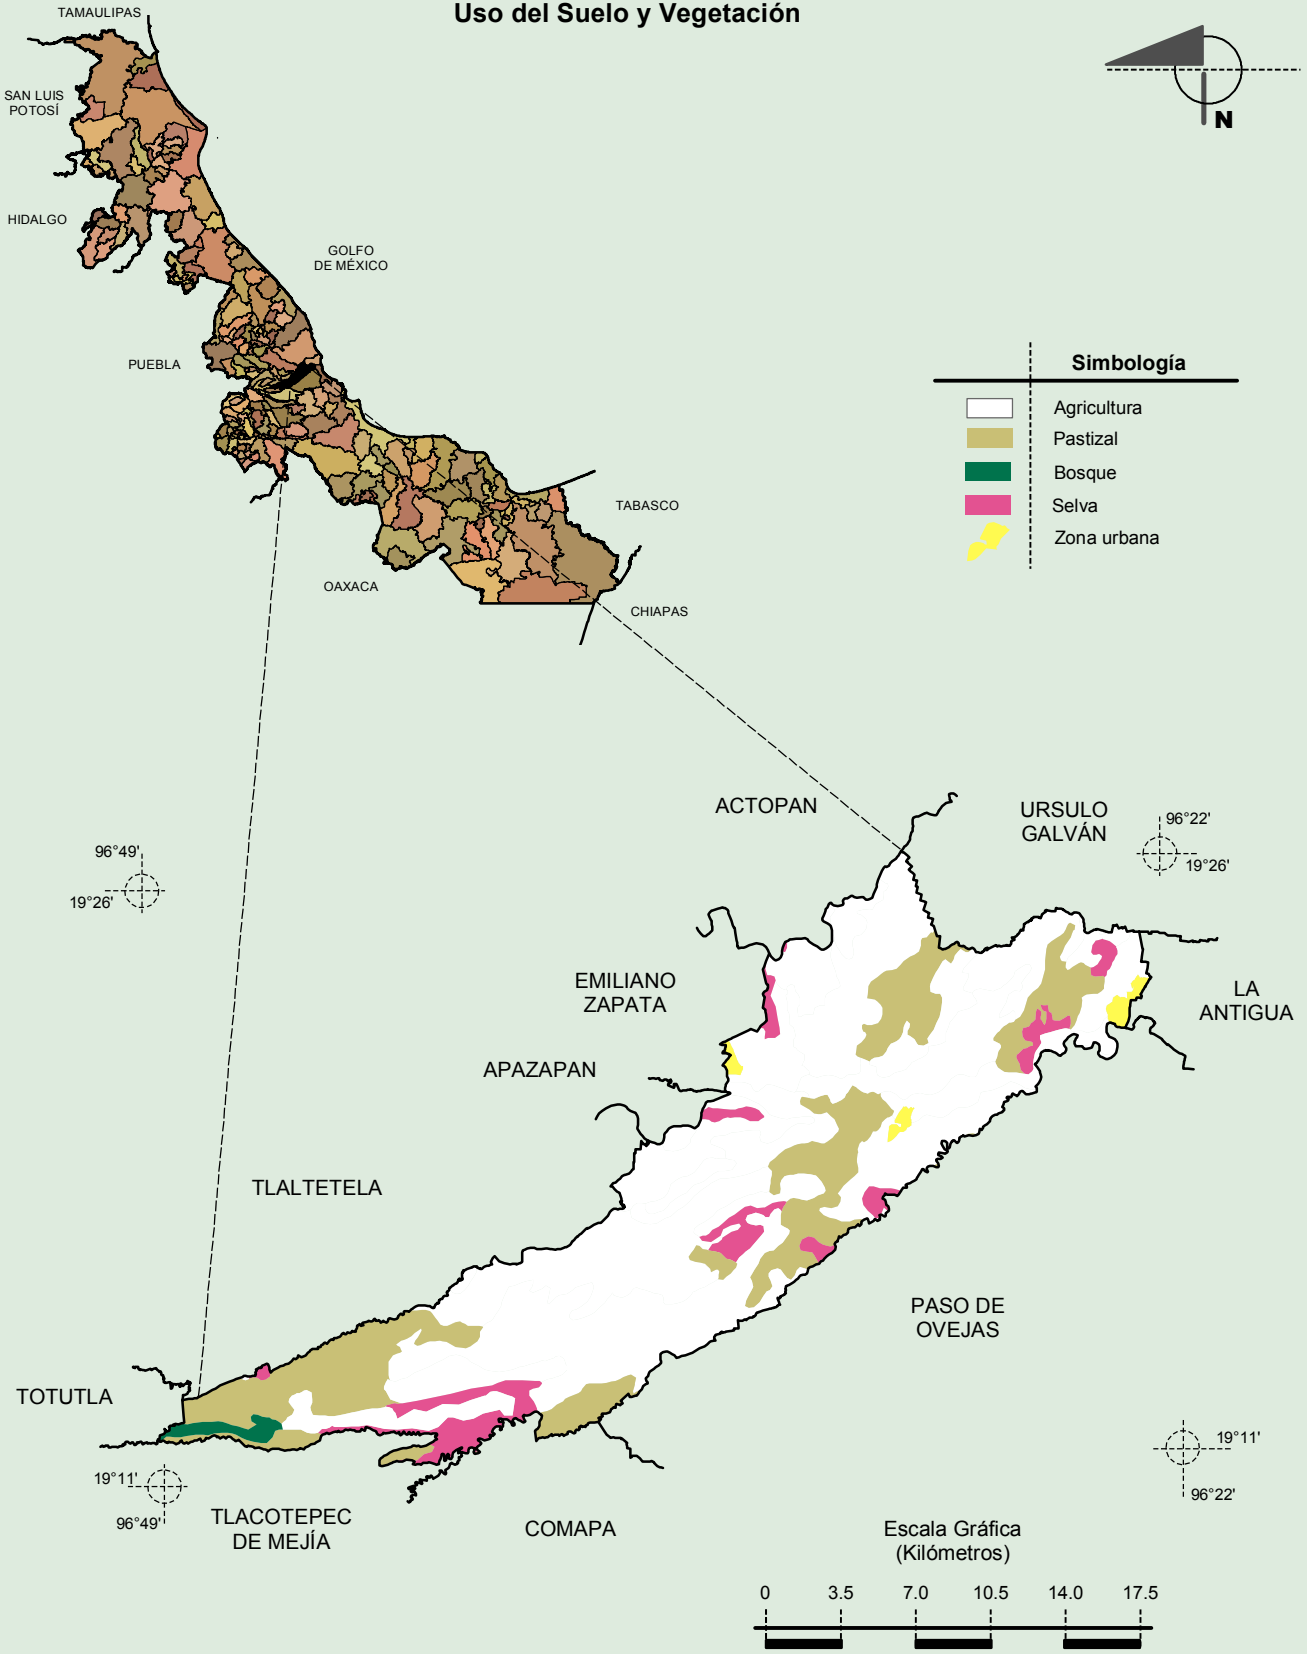 Uso del Suelo y Vegetación
TAMAULIPAS
SAN LUIS
POTOSÍ
HIDALGO
GOLFO
DE MÉXICO
PUEBLA
TABASCO
OAXACA
CHIAPAS
N
Simbología
Agricultura
Pastizal
Bosque
Selva
Zona urbana
ACTOPAN
URSULO
GALVÁN
96°22'
19°26'
96°49'
19°26'
EMILIANO
ZAPATA
LA
ANTIGUA
APAZAPAN
TLALTETELA
PASO DE
OVEJAS
TOTUTLA
19°11'
96°49'
TLACOTEPEC
DE MEJÍA
COMAPA
19°11'
96°22'
Escala Gráfica
(Kilómetros)
0 3.5 7.0 10.5 14.0 17.5